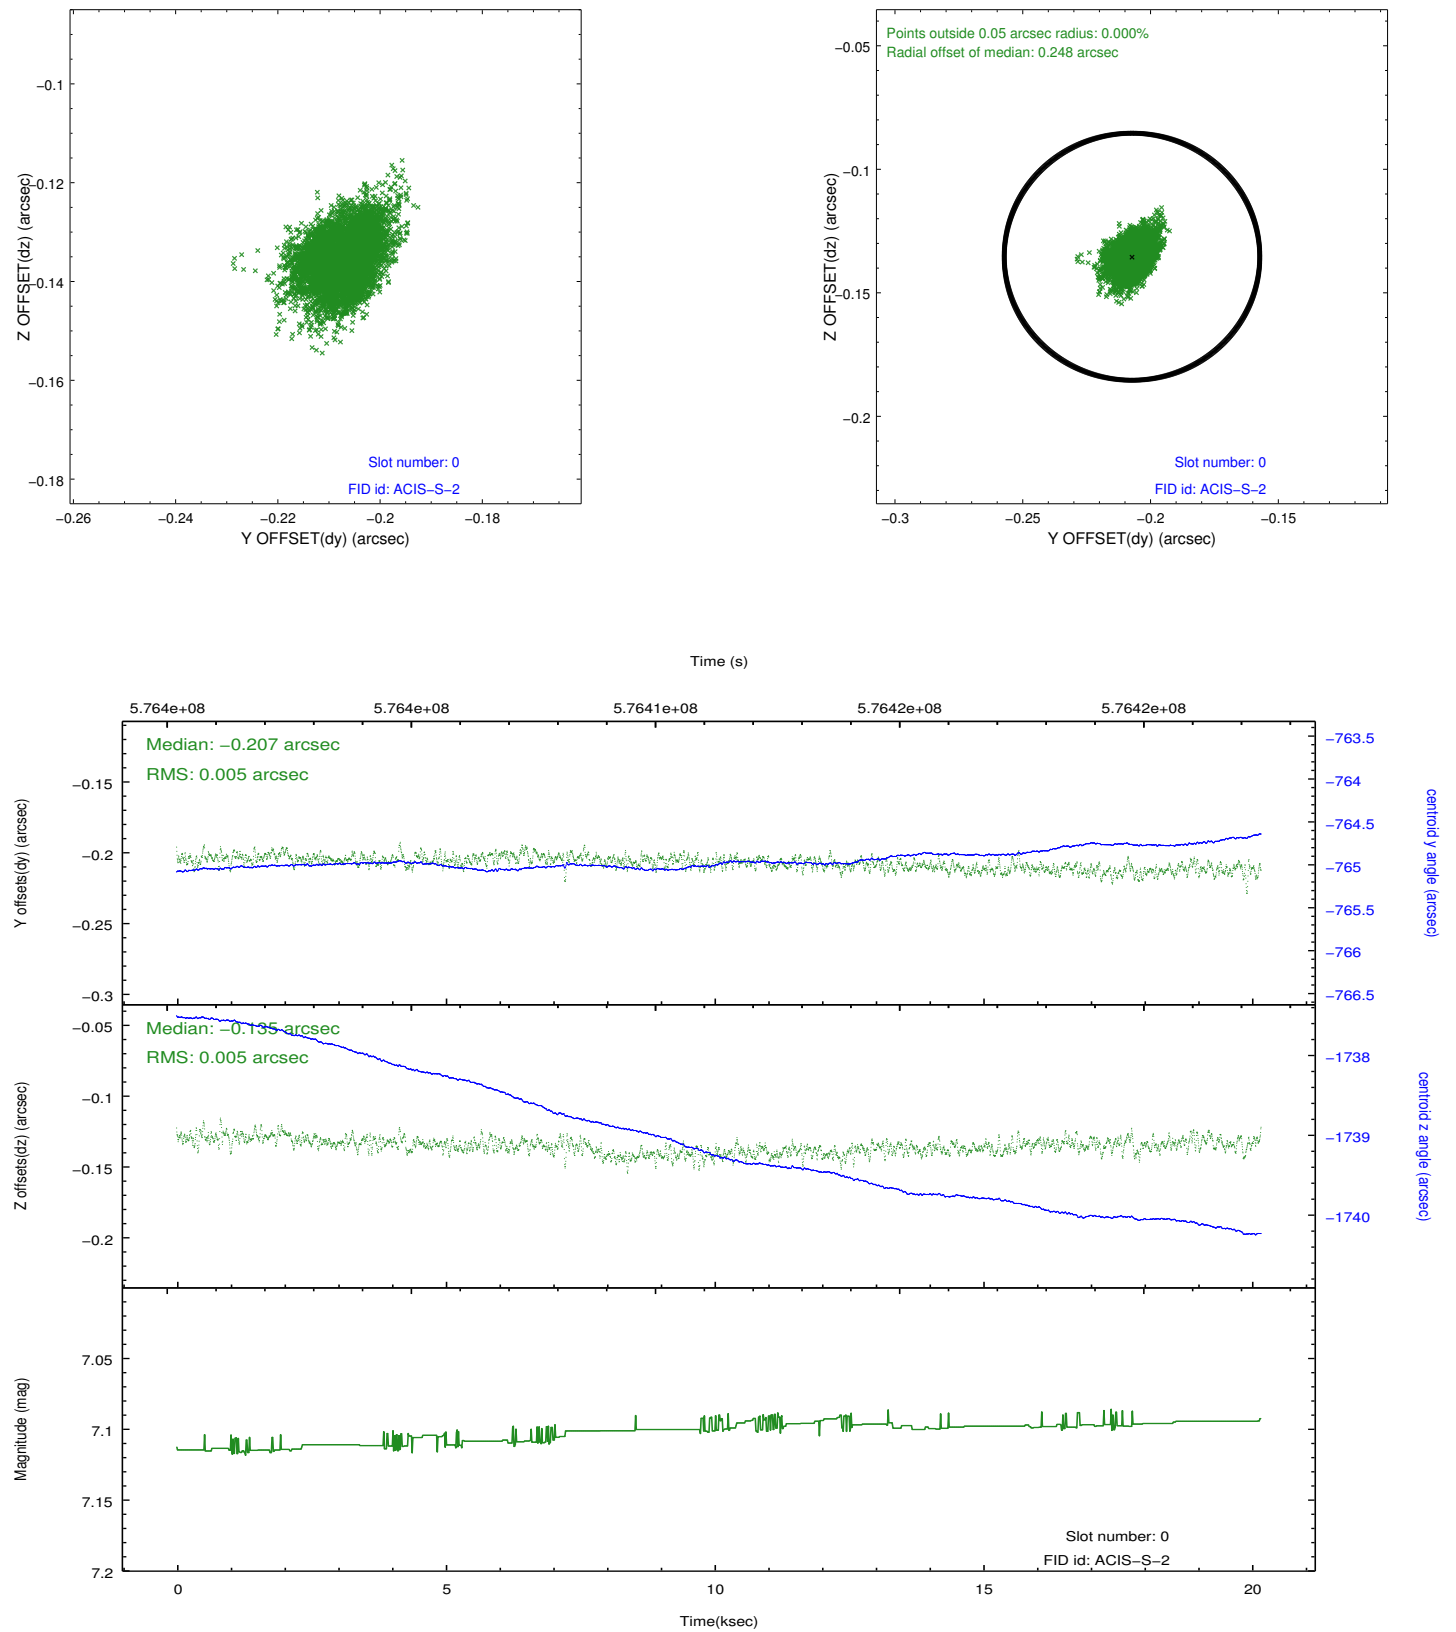 −0.1
−0.12
−0.14
−0.16
−0.18
Z OFFSET(dz) (arcsec)
Slot number: 0
FID id: ACIS−S−2
−0.26 −0.24 −0.22 −0.2 −0.18
Y OFFSET(dy) (arcsec)
Points outside 0.05 arcsec radius: 0.000%
Radial offset of median: 0.248 arcsec
−0.05
−0.1
−0.15
−0.2
Z OFFSET(dz) (arcsec)
Slot number: 0
FID id: ACIS−S−2
−0.3 −0.25 −0.2 −0.15
Y OFFSET(dy) (arcsec)
Time (s)
5.764e+08 5.764e+08 5.7641e+08 5.7642e+08 5.7642e+08
Median: −0.207 arcsec
RMS: 0.005 arcsec
−0.15
−0.2
−0.25
−0.3
Y offsets(dy) (arcsec)
−763.5
−764
−764.5
−765
−765.5
−766
−766.5
centroid y angle (arcsec)
Median: −0.135 arcsec
RMS: 0.005 arcsec
−0.05
−0.1
−0.15
−0.2
Z offsets(dz) (arcsec)
−1738
−1739
−1740
centroid z angle (arcsec)
7.05
7.1
7.15
7.2
Magnitude (mag)
Slot number: 0
FID id: ACIS−S−2
0 5 10 15 20
Time(ksec)